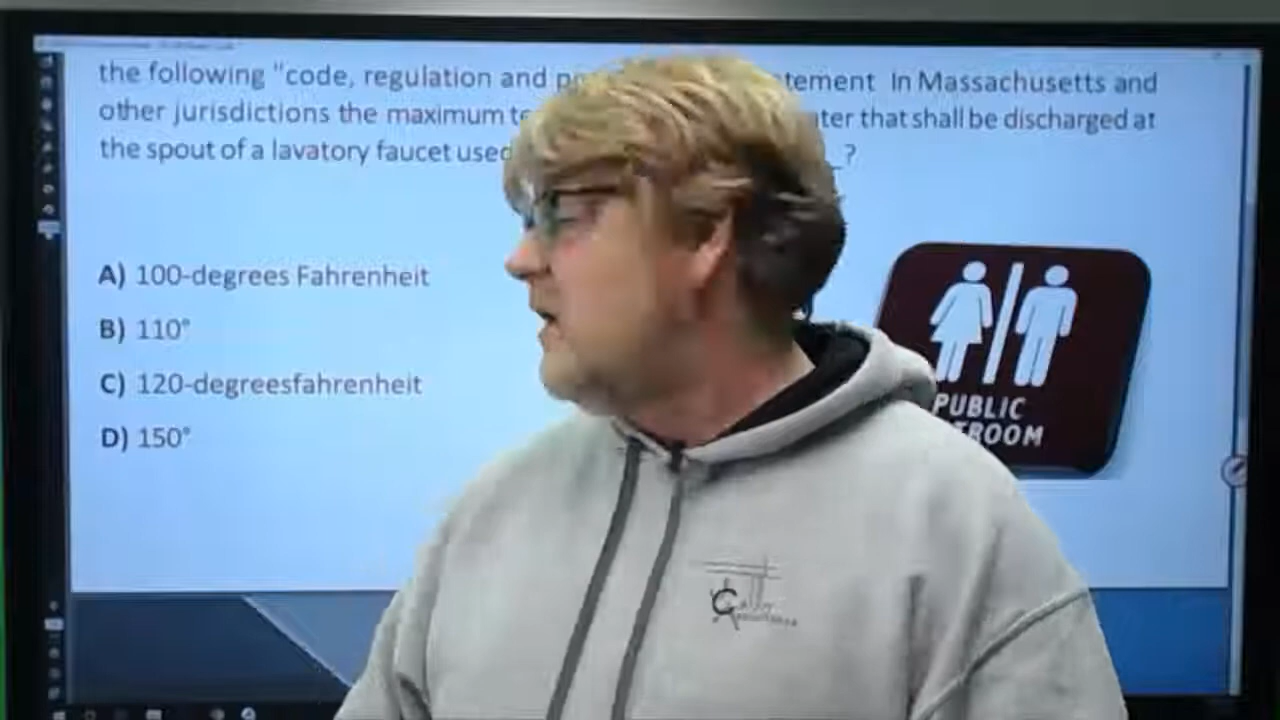 the following "code, regulation and tement In Massachusetts and
other jurisdictions the maximum ter that shall be discharged at
the spout of a lavatory faucet used _?
A) 100-degrees Fahrenheit
B) 110°
C) 120-degreesfahrenheit
D) 150°
PUBLIC
ROOM